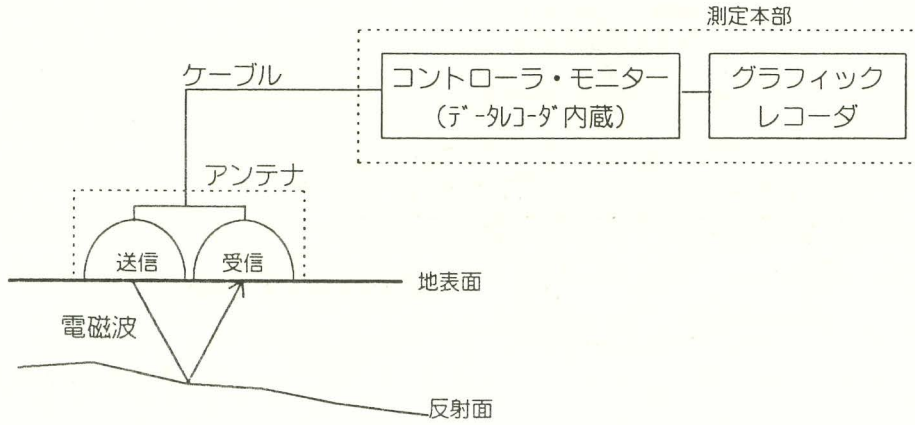 測定本部
ケーブル
コントローラ・モニター
(データレコーダ内蔵)
グラフィック
レコーダ
アンテナ
送信
受信
地表面
電磁波
反射面